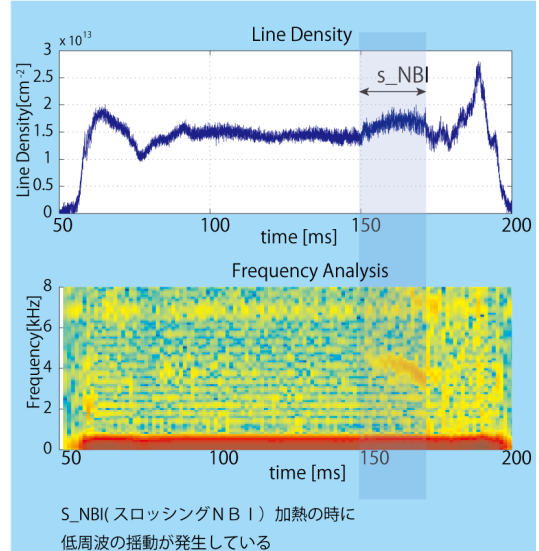 Line Density
x 10^13
3
2.5
2
1.5
1
0.5
0
Line Density[cm^-2]
s_NBI
50 100 150 200
time [ms]
Frequency Analysis
8
6
4
2
0
Frequency[kHz]
50 100 150 200
time [ms]
S_NBI( スロッシングＮＢＩ）加熱の時に
低周波の揺動が発生している